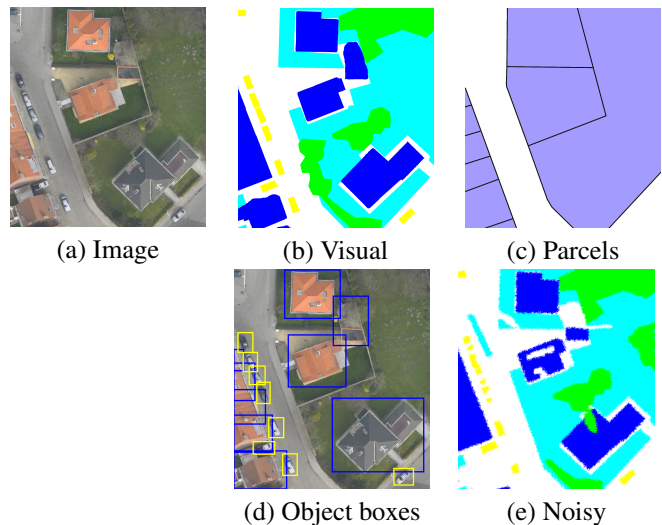 (a) Image
(b) Visual
(c) Parcels
(d) Object boxes
(e) Noisy